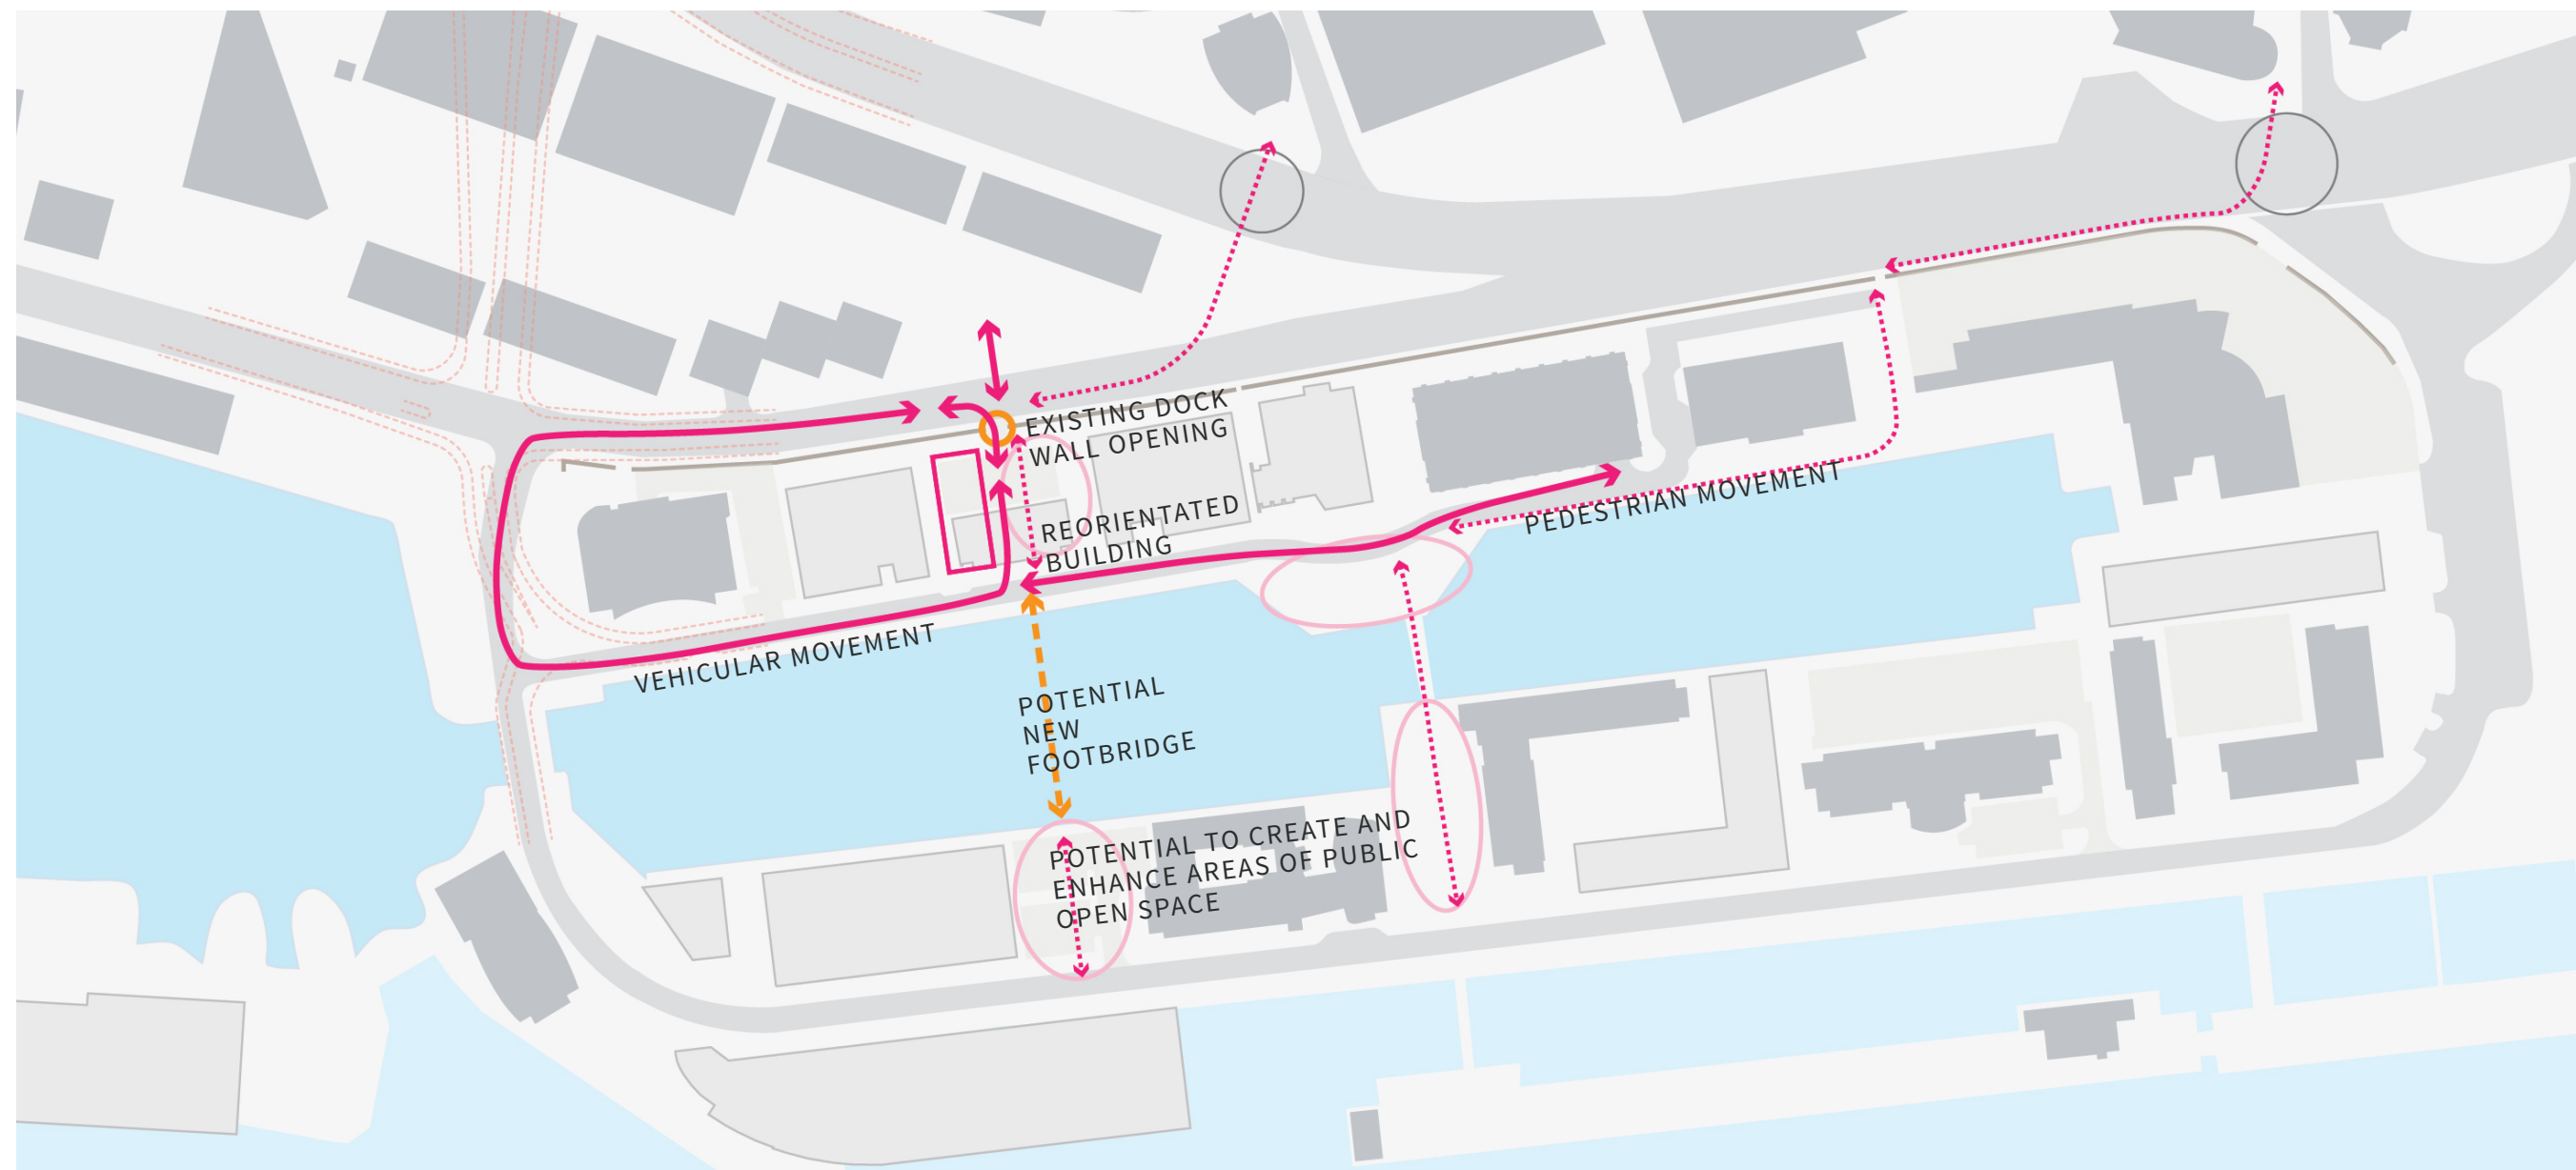 EXISTING DOCK
WALL OPENING
REORIENTATED
BUILDING
PEDESTRIAN MOVEMENT
VEHICULAR MOVEMENT
POTENTIAL
NEW
FOOTBRIDGE
POTENTIAL TO CREATE AND
ENHANCE AREAS OF PUBLIC
OPEN SPACE